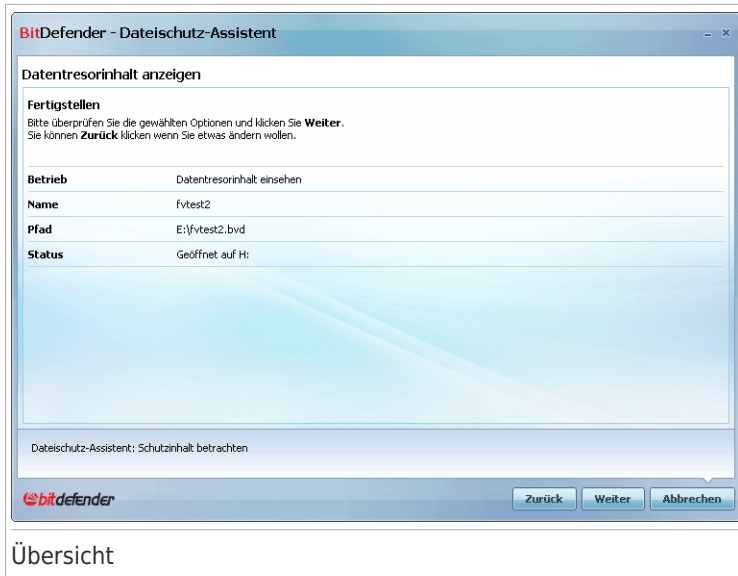 BitDefender - Dateischutz-Assistent
Datentresorinhalt anzeigen
Fertigstellen
Bitte überprüfen Sie die gewählten Optionen und klicken Sie Weiter.
Sie können Zurück klicken wenn Sie etwas ändern wollen.
Betrieb Datentresorinhalt einsehen
Name fvtest2
Pfad E:\fvtest2.bvd
Status Geöffnet auf H:
Dateischutz-Assistent: Schutzinhalt betrachten
bitdefender Zurück Weiter Abbrechen
Übersicht